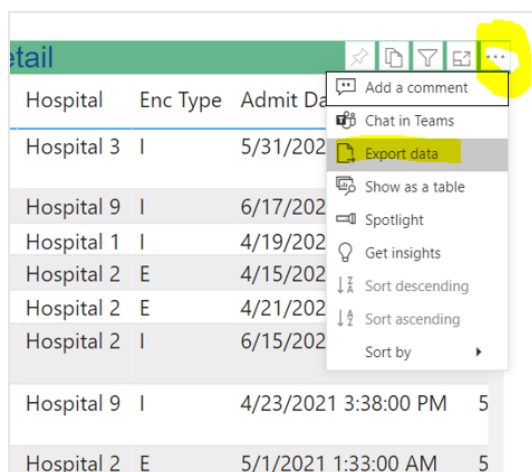 etail
Hospital Enc Type Admit Da
Add a comment
Chat in Teams
Export data
Show as a table
Spotlight
Get insights
Sort descending
Sort ascending
Sort by
Hospital 3 I 5/31/202
Hospital 9 I 6/17/202
Hospital 1 I 4/19/202
Hospital 2 E 4/15/202
Hospital 2 E 4/21/202
Hospital 2 I 6/15/202
Hospital 9 I 4/23/2021 3:38:00 PM 5
Hospital 2 E 5/1/2021 1:33:00 AM 5